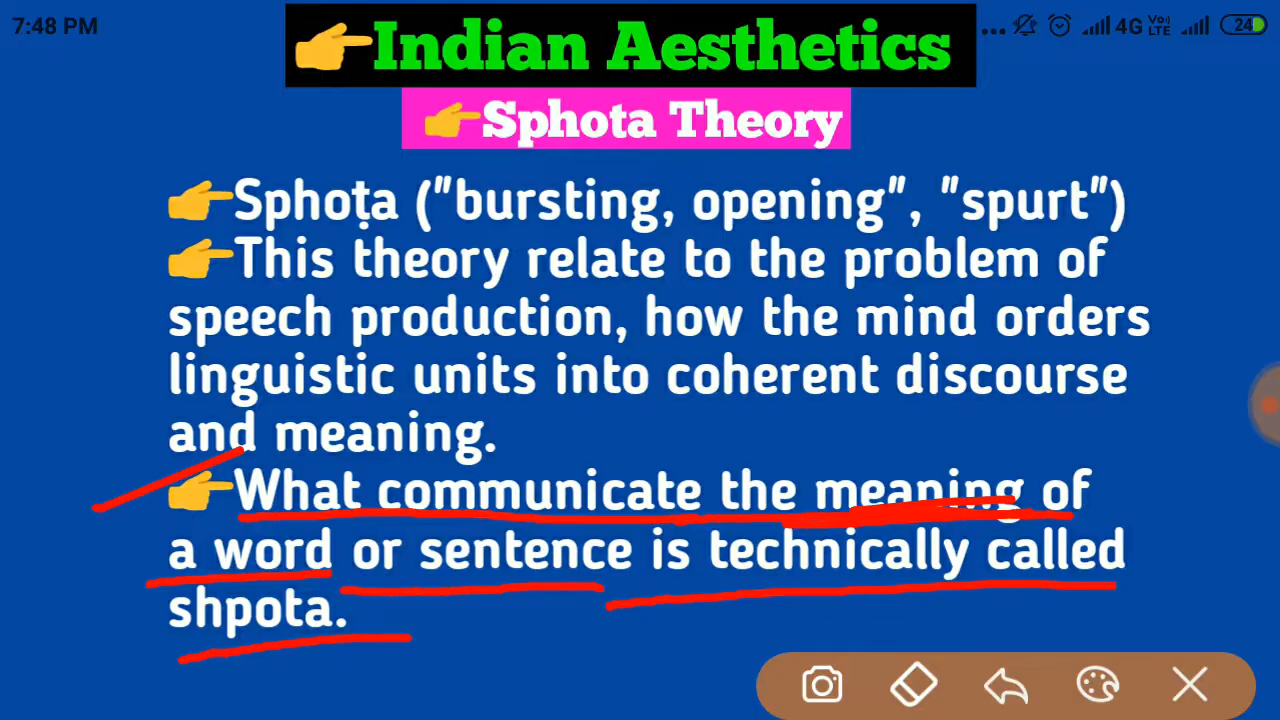 7:48 PM
... 4G Vo) LTE 24
👉Indian Aesthetics
👉Sphota Theory
👉Sphoṭa ("bursting, opening", "spurt")
👉This theory relate to the problem of
speech production, how the mind orders
linguistic units into coherent discourse
and meaning.
👉What communicate the meaning of
a word or sentence is technically called
shpota.